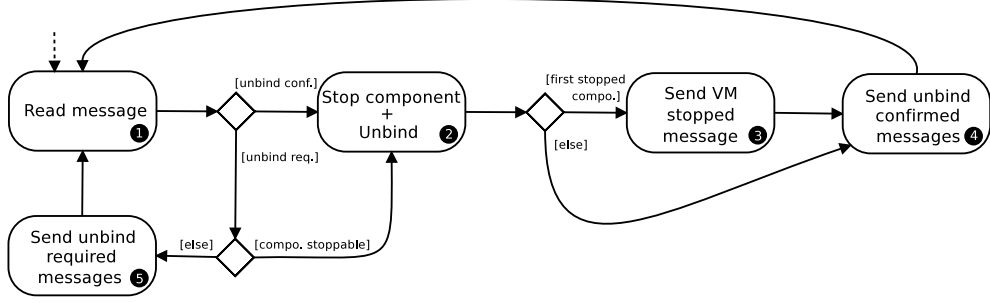 Read message
1
[unbind conf.]
[unbind req.]
Stop component
+
Unbind
2
[first stopped
compo.]
[else]
Send VM
stopped
message
3
Send unbind
confirmed
messages
4
[else]
[compo. stoppable]
Send unbind
required
messages
5